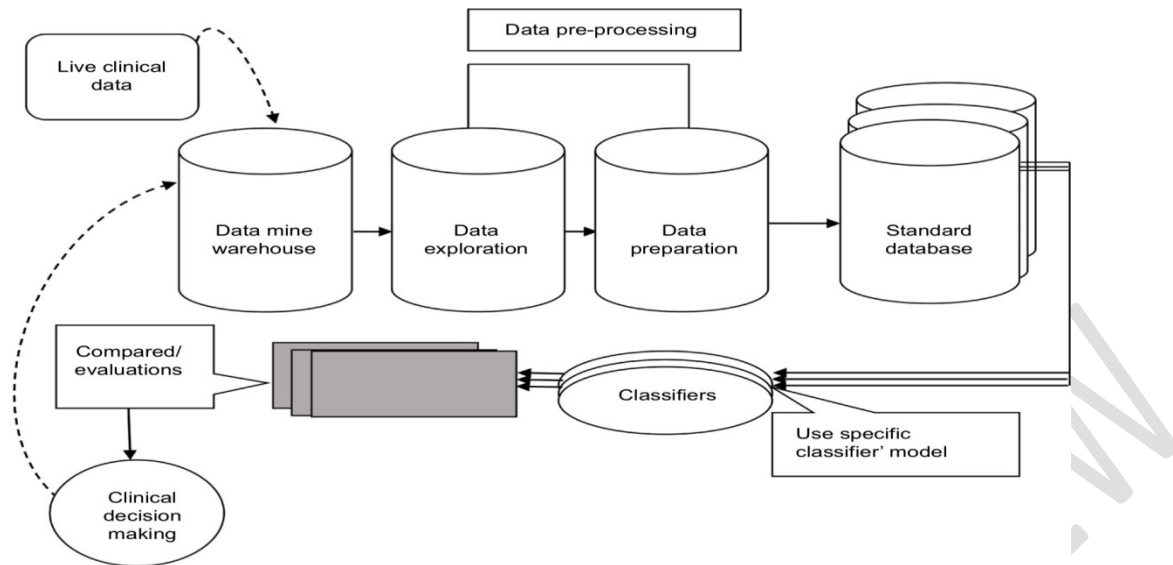 Data pre-processing
Live clinical
data
Data mine
warehouse
Data
exploration
Data
preparation
Standard
database
Compared/
evaluations
Classifiers
Use specific
classifier’ model
Clinical
decision
making